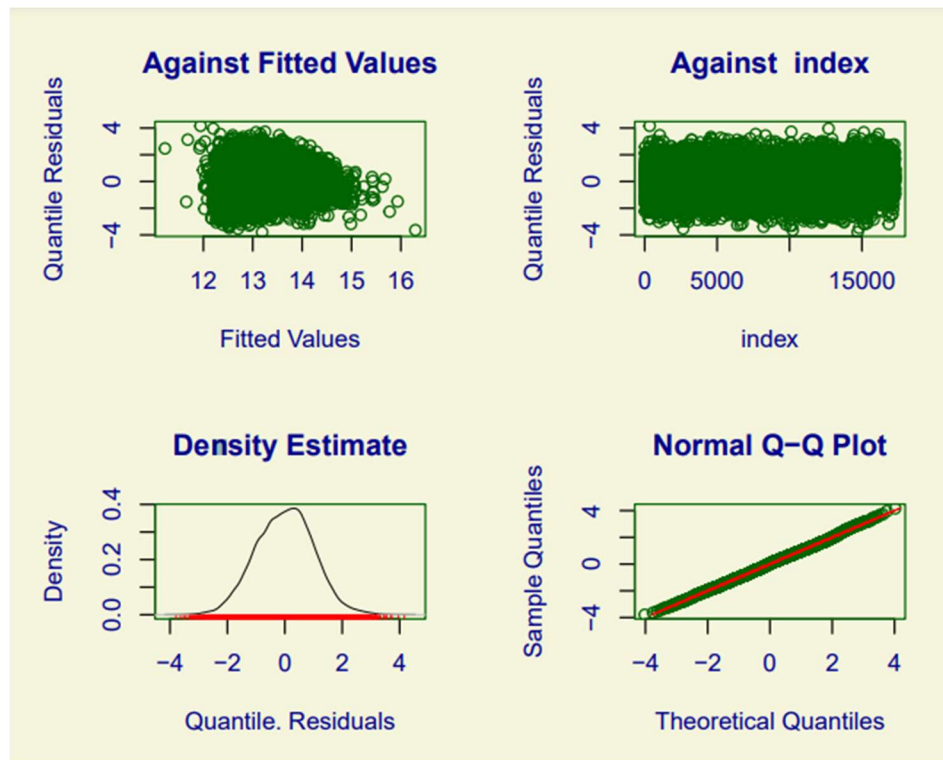 Against Fitted Values
Quantile Residuals
4
0
−4
12 13 14 15 16
Fitted Values
Against index
Quantile Residuals
4
0
−4
0 5000 15000
index
Density Estimate
Density
0.4
0.2
0.0
−4 −2 0 2 4
Quantile. Residuals
Normal Q−Q Plot
Sample Quantiles
4
0
−4
−4 −2 0 2 4
Theoretical Quantiles